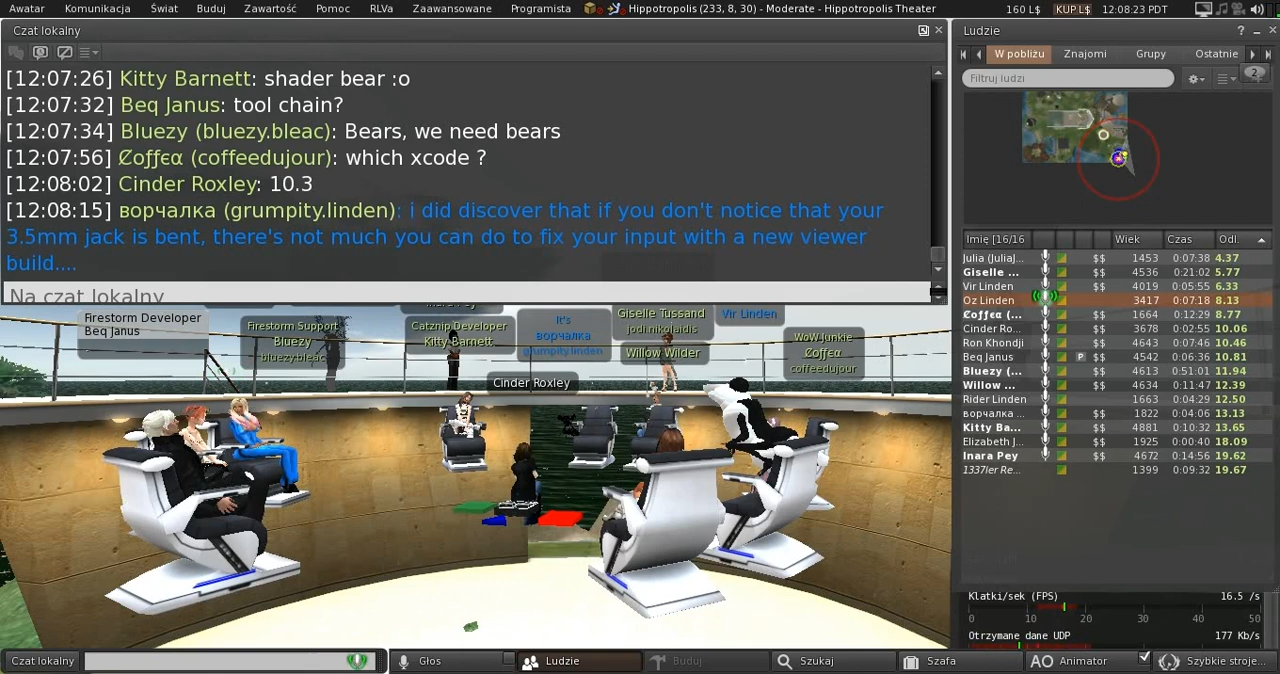 Awatar Komunikacja Świat Buduj Zawartość Pomoc RLVa Zaawansowane Programista Hippotropolis (233, 8, 30) - Moderate - Hippotropolis Theater 160 L$ KUP L$ 12:08:23 PDT
Czat lokalny
[12:07:26] Kitty Barnett: shader bear :o
[12:07:32] Beq Janus: tool chain?
[12:07:34] Bluezy (bluezy.bleac): Bears, we need bears
[12:07:56] Ȼσƒƒєα (coffeedujour): which xcode ?
[12:08:02] Cinder Roxley: 10.3
[12:08:15] ворчалка (grumpity.linden): i did discover that if you don't notice that your
3.5mm jack is bent, there's not much you can do to fix your input with a new viewer
build....
Na czat lokalny
Firestorm Developer
Beq Janus
Firestorm Support
Bluezy
bluezy.bleac
Catznip Developer
Kitty Barnett
It's
ворчалка
grumpity.linden
Giselle Tussand
jodi.nikolaidis
Willow Wilder
Vir Linden
WoW Junkie
Ȼσƒƒєα
coffeedujour
Cinder Roxley
Ludzie ? _ ×
W pobliżu Znajomi Grupy Ostatnie
Filtruj ludzi 2
Imię [16/16 Wiek Czas Odl.
Julia (JuliaJ... $$ 1453 0:07:38 4.37
Giselle ... $$ 4536 0:21:02 5.77
Vir Linden $$ 4019 0:05:55 6.33
Oz Linden 3417 0:07:18 8.13
Ȼσƒƒєα (... $$ 1664 0:12:29 8.77
Cinder Ro... $$ 3678 0:02:55 10.06
Ron Khondji $$ 4643 0:07:46 10.46
Beq Janus P $$ 4542 0:06:36 10.81
Bluezy (... $$ 4613 0:51:01 11.94
Willow ... $$ 4634 0:11:47 12.39
Rider Linden 1663 0:04:29 12.50
ворчалка ... $$ 1822 0:04:06 13.13
Kitty Ba... $$ 4881 0:10:32 13.65
Elizabeth J... $$ 1925 0:00:40 18.09
Inara Pey $$ 4672 0:14:56 19.62
1337ler Re... $$ 1399 0:09:32 19.67
Klatki/sek (FPS) 16.5 /s
0 10 20 30 40 50
Otrzymane dane UDP 177 Kb/s
Czat lokalny Głos Ludzie Buduj Szukaj Szafa AO Animator Szybkie stroje...